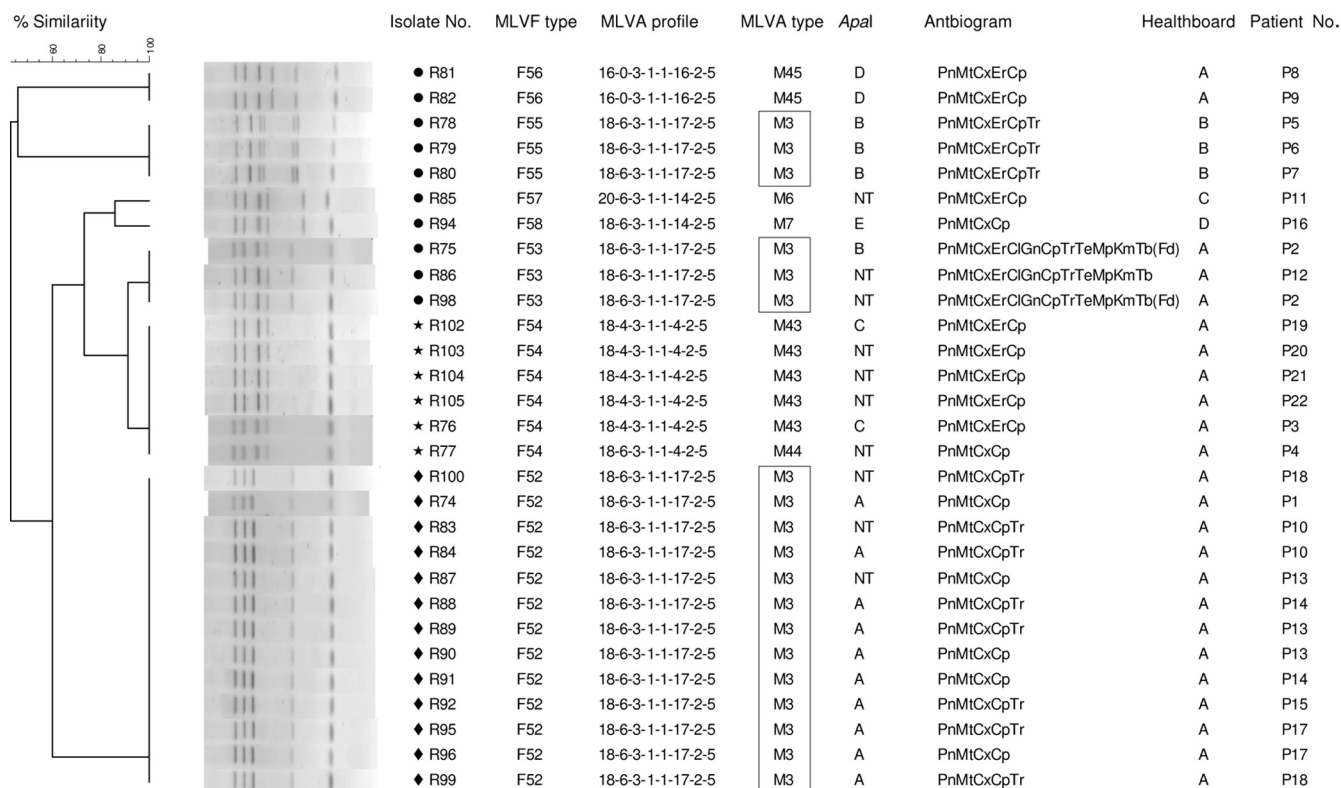 % Similariity Isolate No. MLVF type MLVA profile MLVA type ApaI Antbiogram Healthboard Patient No.
60 80 100
● R81 F56 16-0-3-1-1-16-2-5 M45 D PnMtCxErCp A P8
● R82 F56 16-0-3-1-1-16-2-5 M45 D PnMtCxErCp A P9
● R78 F55 18-6-3-1-1-17-2-5 M3 B PnMtCxErCpTr B P5
● R79 F55 18-6-3-1-1-17-2-5 M3 B PnMtCxErCpTr B P6
● R80 F55 18-6-3-1-1-17-2-5 M3 B PnMtCxErCpTr B P7
● R85 F57 20-6-3-1-1-14-2-5 M6 NT PnMtCxErCp C P11
● R94 F58 18-6-3-1-1-14-2-5 M7 E PnMtCxCp D P16
● R75 F53 18-6-3-1-1-17-2-5 M3 B PnMtCxErClGnCpTrTeMpKmTb(Fd) A P2
● R86 F53 18-6-3-1-1-17-2-5 M3 NT PnMtCxErClGnCpTrTeMpKmTb A P12
● R98 F53 18-6-3-1-1-17-2-5 M3 NT PnMtCxErClGnCpTrTeMpKmTb(Fd) A P2
★ R102 F54 18-4-3-1-1-4-2-5 M43 C PnMtCxErCp A P19
★ R103 F54 18-4-3-1-1-4-2-5 M43 NT PnMtCxErCp A P20
★ R104 F54 18-4-3-1-1-4-2-5 M43 NT PnMtCxErCp A P21
★ R105 F54 18-4-3-1-1-4-2-5 M43 NT PnMtCxErCp A P22
★ R76 F54 18-4-3-1-1-4-2-5 M43 C PnMtCxErCp A P3
★ R77 F54 18-6-3-1-1-4-2-5 M44 NT PnMtCxCp A P4
♦ R100 F52 18-6-3-1-1-17-2-5 M3 NT PnMtCxCpTr A P18
♦ R74 F52 18-6-3-1-1-17-2-5 M3 A PnMtCxCp A P1
♦ R83 F52 18-6-3-1-1-17-2-5 M3 NT PnMtCxCpTr A P10
♦ R84 F52 18-6-3-1-1-17-2-5 M3 A PnMtCxCpTr A P10
♦ R87 F52 18-6-3-1-1-17-2-5 M3 NT PnMtCxCp A P13
♦ R88 F52 18-6-3-1-1-17-2-5 M3 A PnMtCxCpTr A P14
♦ R89 F52 18-6-3-1-1-17-2-5 M3 A PnMtCxCpTr A P13
♦ R90 F52 18-6-3-1-1-17-2-5 M3 A PnMtCxCp A P13
♦ R91 F52 18-6-3-1-1-17-2-5 M3 A PnMtCxCp A P14
♦ R92 F52 18-6-3-1-1-17-2-5 M3 A PnMtCxCpTr A P15
♦ R95 F52 18-6-3-1-1-17-2-5 M3 A PnMtCxCpTr A P17
♦ R96 F52 18-6-3-1-1-17-2-5 M3 A PnMtCxCp A P17
♦ R99 F52 18-6-3-1-1-17-2-5 M3 A PnMtCxCpTr A P18